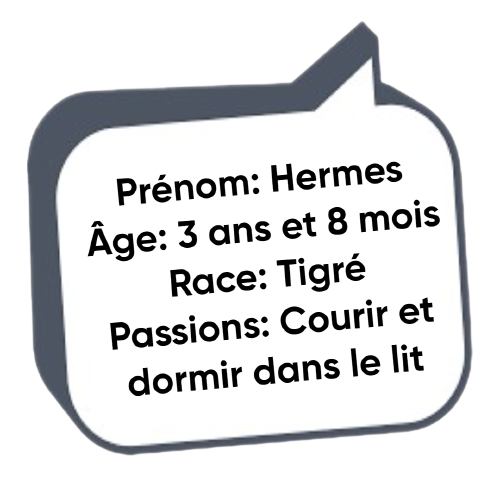 Prénom: Hermes
Âge: 3 ans et 8 mois
Race: Tigré
Passions: Courir et
dormir dans le lit